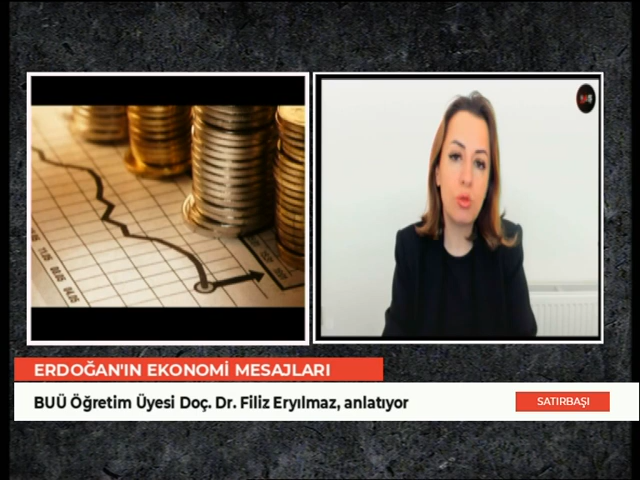 ERDOĞAN'IN EKONOMİ MESAJLARI
BUÜ Öğretim Üyesi Doç. Dr. Filiz Eryılmaz, anlatıyor
SATIRBAŞI